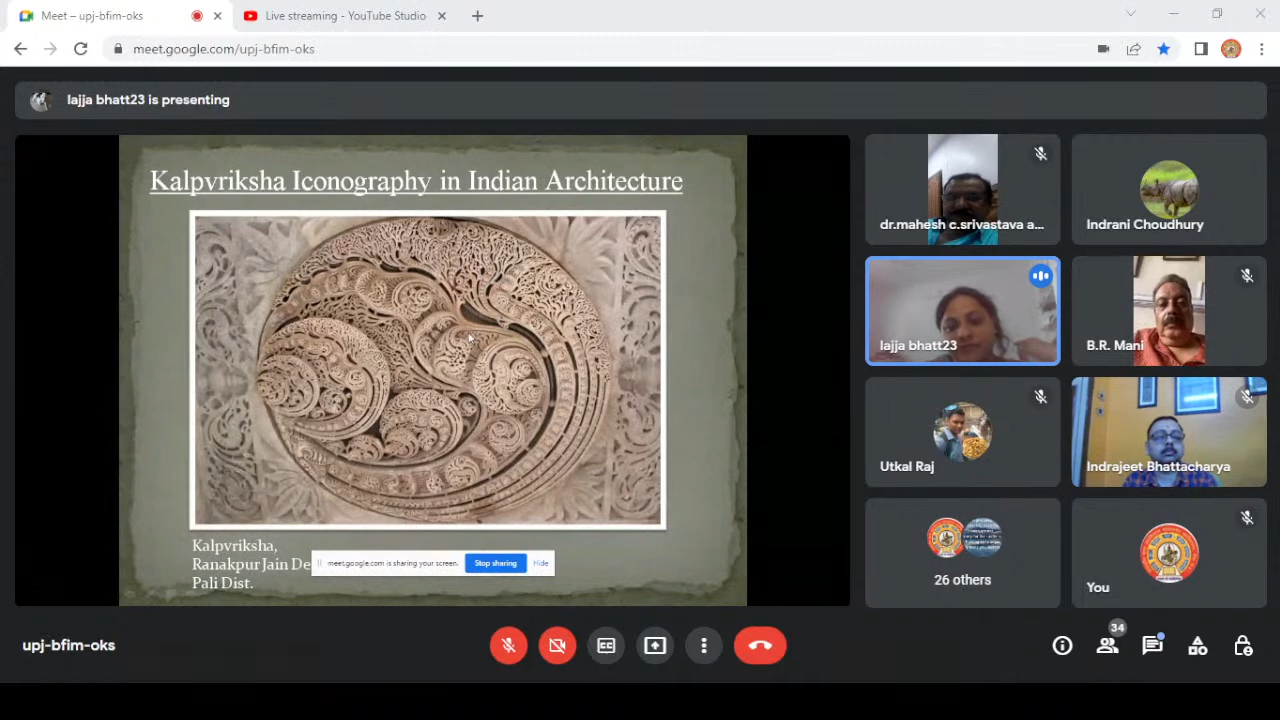 Meet – upj-bfim-oks
Live streaming - YouTube Studio
meet.google.com/upj-bfim-oks
lajja bhatt23 is presenting
Kalpvriksha Iconography in Indian Architecture
Kalpvriksha,
Ranakpur Jain De
Pali Dist.
meet.google.com is sharing your screen.
Stop sharing
Hide
dr.mahesh c.srivastava a...
Indrani Choudhury
lajja bhatt23
B.R. Mani
Utkal Raj
Indrajeet Bhattacharya
26 others
You
upj-bfim-oks
CC
34